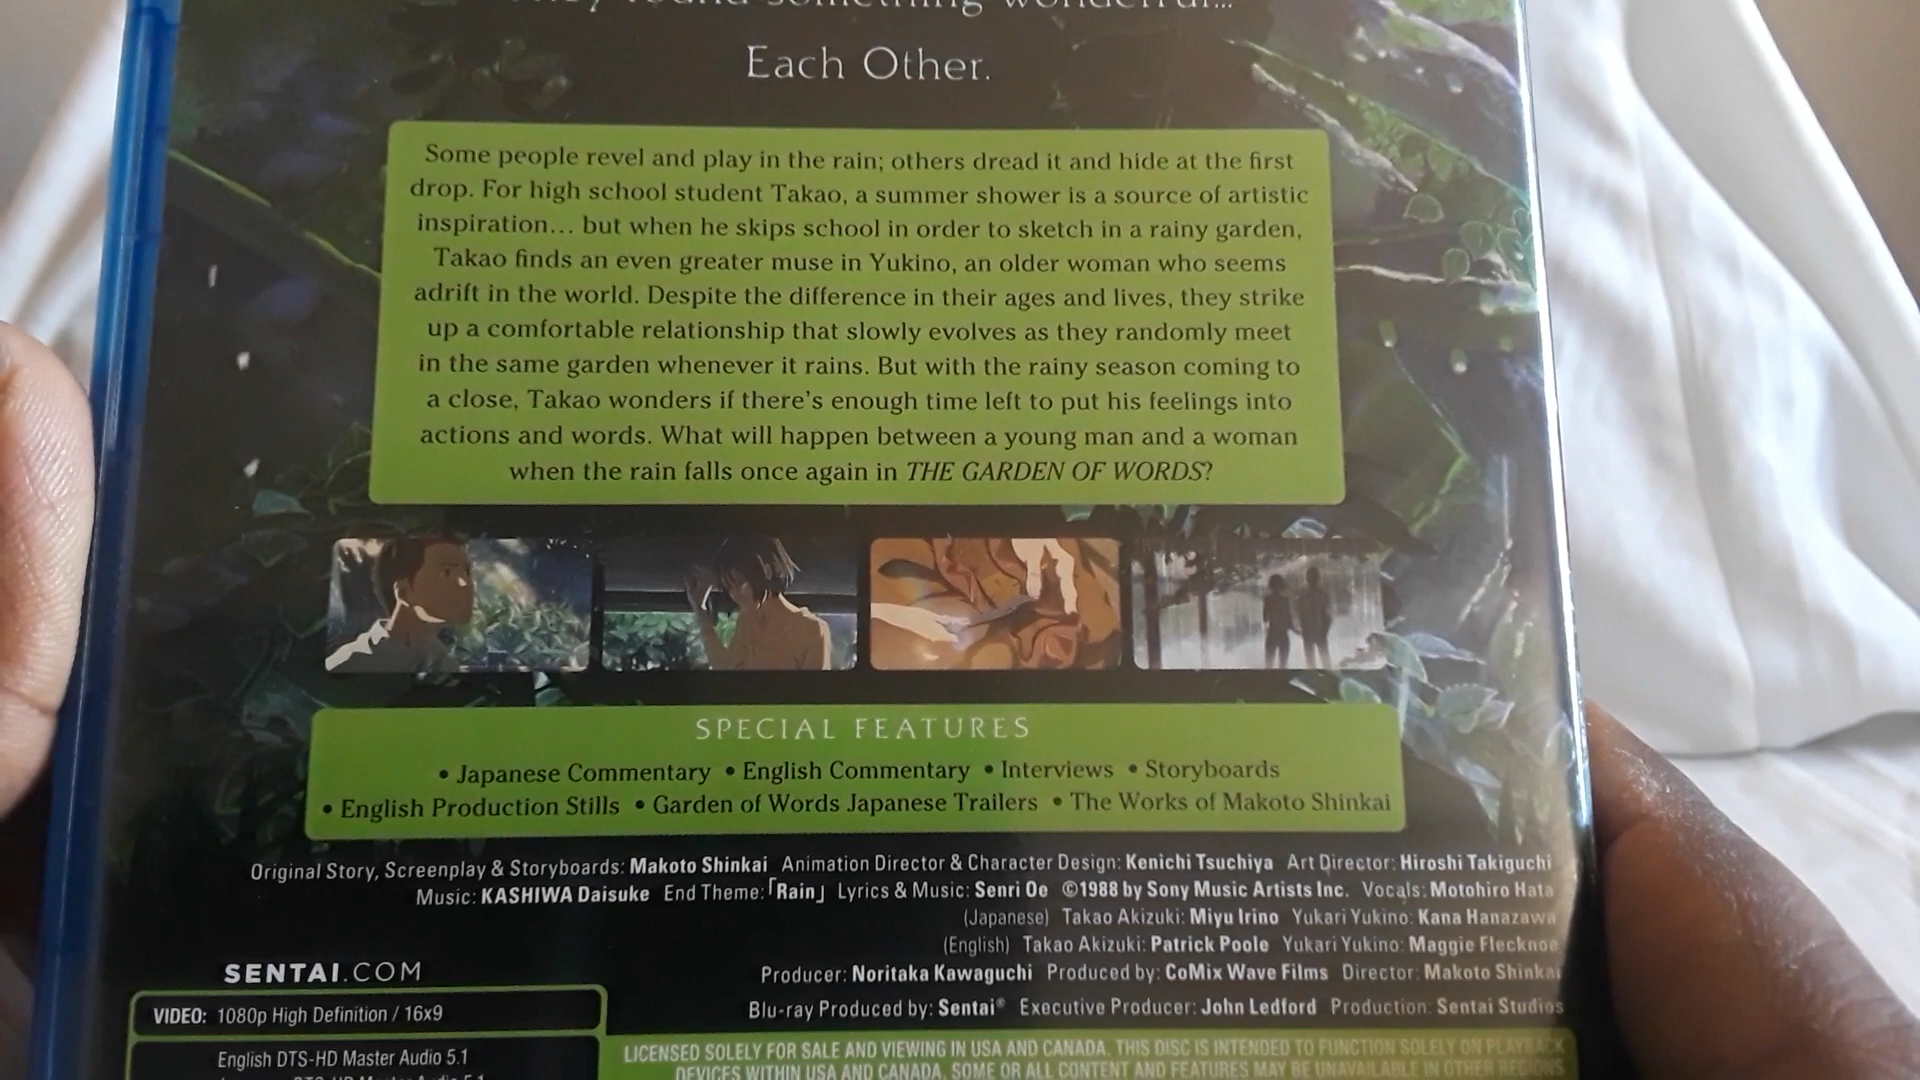 found something wonderful...
Each Other.
Some people revel and play in the rain; others dread it and hide at the first
drop. For high school student Takao, a summer shower is a source of artistic
inspiration... but when he skips school in order to sketch in a rainy garden,
Takao finds an even greater muse in Yukino, an older woman who seems
adrift in the world. Despite the difference in their ages and lives, they strike
up a comfortable relationship that slowly evolves as they randomly meet
in the same garden whenever it rains. But with the rainy season coming to
a close, Takao wonders if there's enough time left to put his feelings into
actions and words. What will happen between a young man and a woman
when the rain falls once again in THE GARDEN OF WORDS?
SPECIAL FEATURES
• Japanese Commentary • English Commentary • Interviews • Storyboards
• English Production Stills • Garden of Words Japanese Trailers • The Works of Makoto Shinkai
Original Story, Screenplay & Storyboards: Makoto Shinkai Animation Director & Character Design: Kenichi Tsuchiya Art Director: Hiroshi Takiguchi
Music: KASHIWA Daisuke End Theme:「Rain」 Lyrics & Music: Senri Oe ©1988 by Sony Music Artists Inc. Vocals: Motohiro Hata
(Japanese) Takao Akizuki: Miyu Irino Yukari Yukino: Kana Hanazawa
(English) Takao Akizuki: Patrick Poole Yukari Yukino: Maggie Flecknoe
Producer: Noritaka Kawaguchi Produced by: CoMix Wave Films Director: Makoto Shinkai
Blu-ray Produced by: Sentai® Executive Producer: John Ledford Production: Sentai Studios
SENTAI.COM
VIDEO: 1080p High Definition / 16x9
English DTS-HD Master Audio 5.1
LICENSED SOLELY FOR SALE AND VIEWING IN USA AND CANADA. THIS DISC IS INTENDED TO FUNCTION SOLELY ON PLAYBACK
DEVICES WITHIN USA AND CANADA. SOME OR ALL CONTENT AND FEATURES MAY BE UNAVAILABLE IN OTHER REGIONS